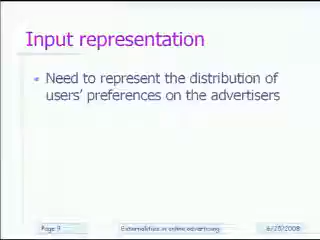 Input representation
Need to represent the distribution of
users' preferences on the advertisers
Page 9
Externalities in online advertising
6/25/2008